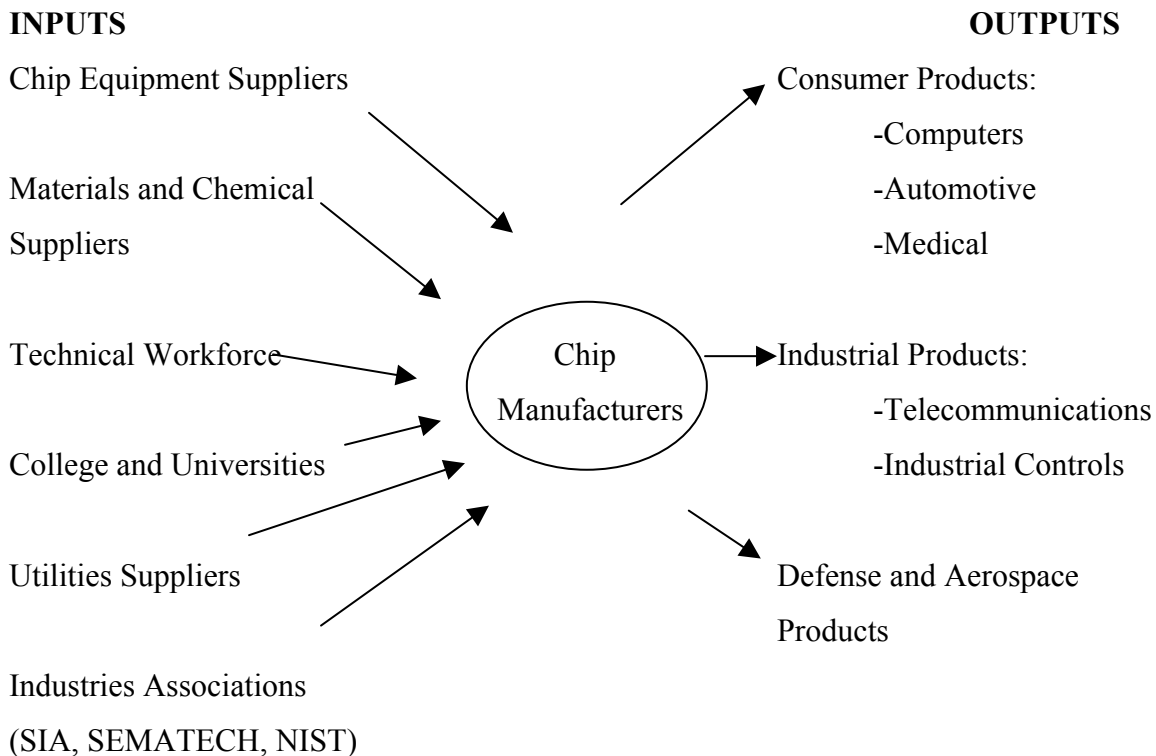 INPUTS
OUTPUTS
Chip Equipment Suppliers
Materials and Chemical
Suppliers
Technical Workforce
College and Universities
Utilities Suppliers
Industries Associations
(SIA, SEMATECH, NIST)
Chip
Manufacturers
Consumer Products:
-Computers
-Automotive
-Medical
Industrial Products:
-Telecommunications
-Industrial Controls
Defense and Aerospace
Products